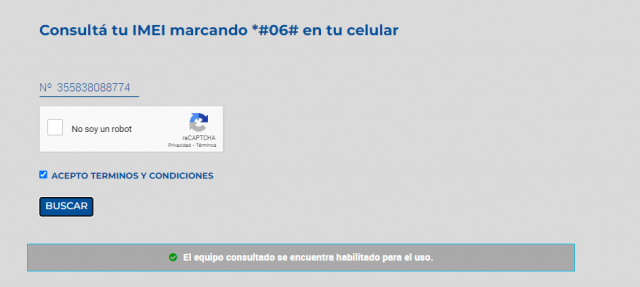 Consultá tu IMEI marcando *#06# en tu celular
Nº 355838088774
No soy un robot
reCAPTCHA
Privacidad - Términos
ACEPTO TERMINOS Y CONDICIONES
BUSCAR
El equipo consultado se encuentra habilitado para el uso.